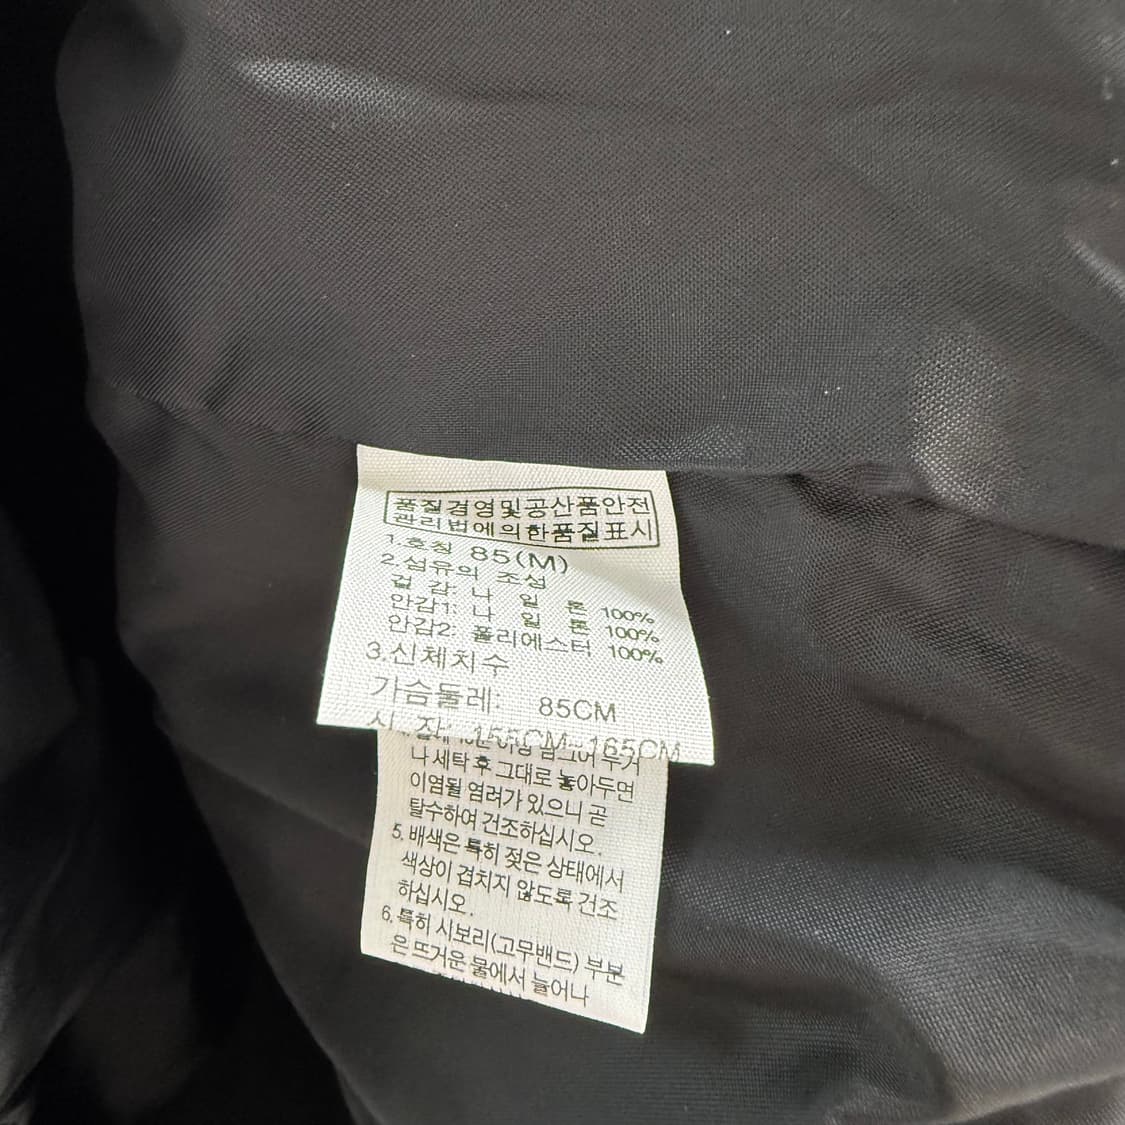 품질경영및공산품안전
관리법에의한품질표시
1.호칭 85(M)
2.섬유의 조성
겉 감: 나 일 론 100%
안감1: 나 일 론 100%
안감2: 폴리에스터 100%
3.신체치수
가슴둘레: 85CM
신 장: 155CM-165CM
나 세탁 후 그대로 놓아두면
이염될 염려가 있으니 곧
탈수하여 건조하십시오.
5. 배색은 특히 젖은 상태에서
색상이 겹치지 않도록 건조
하십시오.
6. 특히 시보리(고무밴드) 부분
은 뜨거운 물에서 늘어나